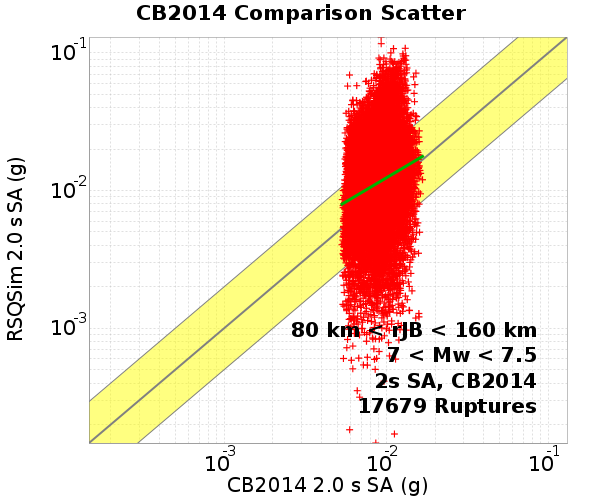 CB2014 Comparison Scatter
RSQSim 2.0 s SA (g)
10-1
10-2
10-3
80 km < rJB < 160 km
7 < Mw < 7.5
2s SA, CB2014
17679 Ruptures
10-3
10-2
10-1
CB2014 2.0 s SA (g)